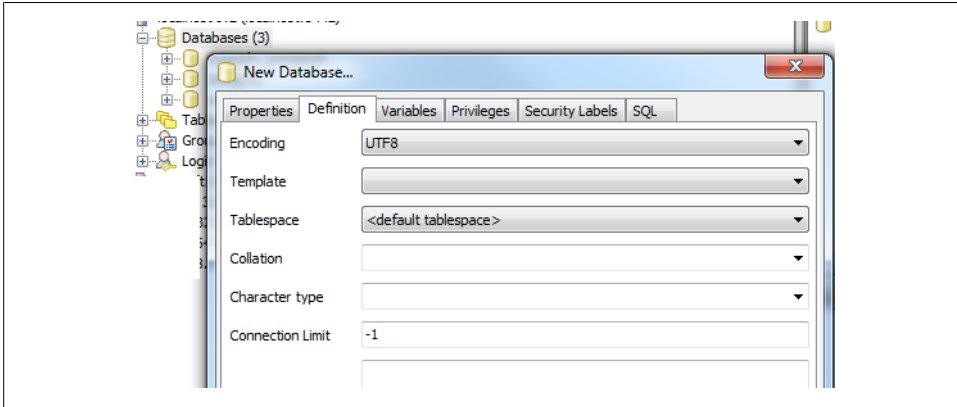 Databases (3)
New Database...
Properties Definition Variables Privileges Security Labels SQL
Tab
Encoding UTF8
Gro
Logi
Template
Tablespace <default tablespace>
Collation
Character type
Connection Limit -1